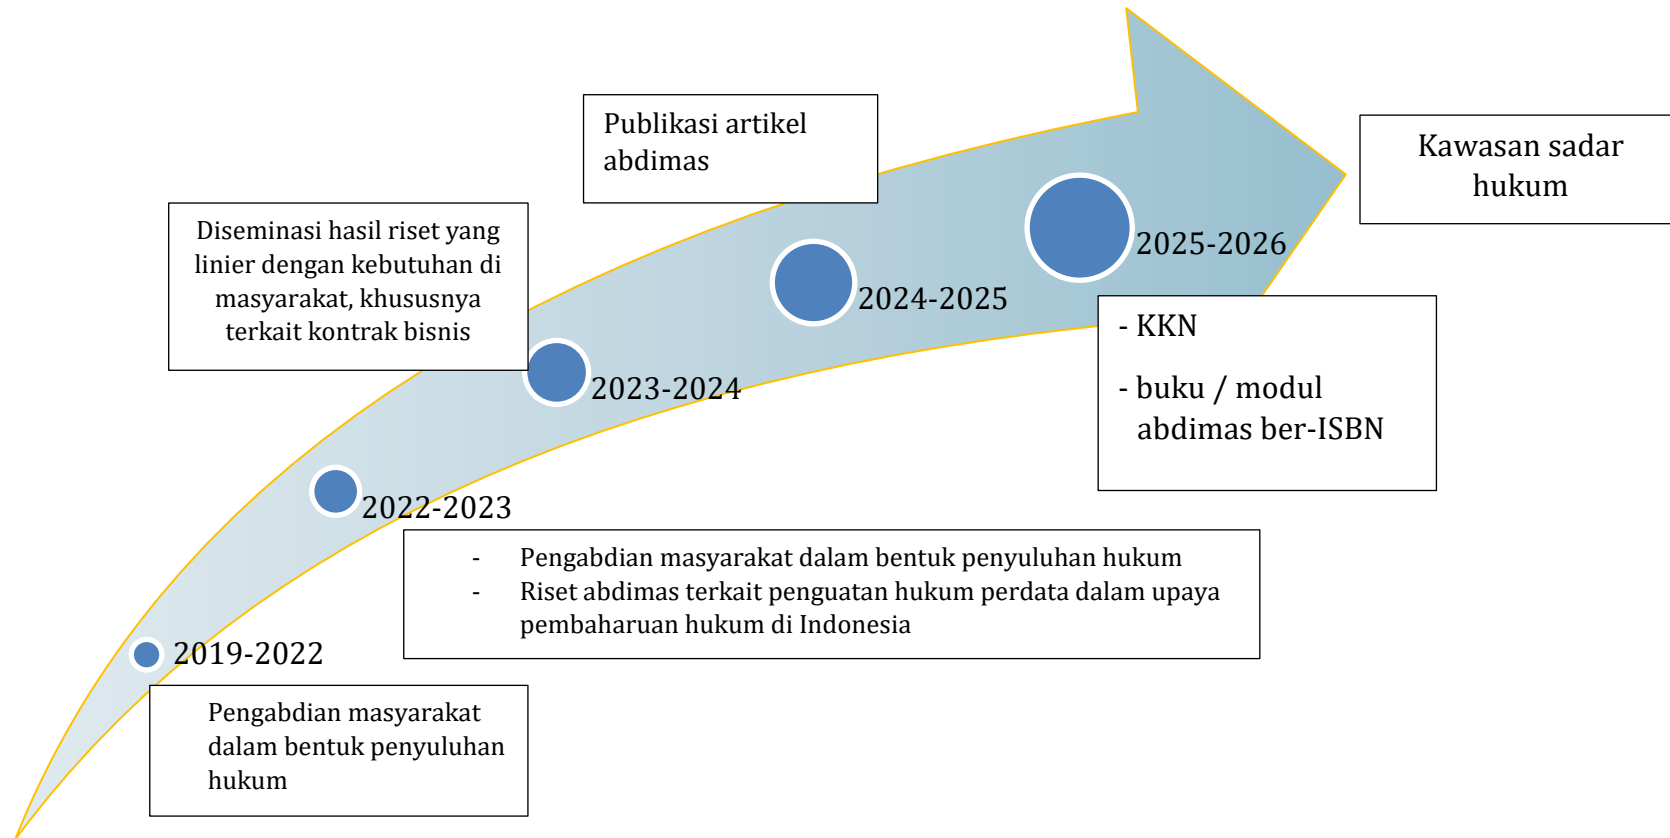 Publikasi artikel
abdimas
Kawasan sadar
hukum
Diseminasi hasil riset yang
linier dengan kebutuhan di
masyarakat, khususnya
terkait kontrak bisnis
2025-2026
2024-2025
- KKN
- buku / modul
abdimas ber-ISBN
2023-2024
2022-2023
- Pengabdian masyarakat dalam bentuk penyuluhan hukum
- Riset abdimas terkait penguatan hukum perdata dalam upaya
pembaharuan hukum di Indonesia
2019-2022
Pengabdian masyarakat
dalam bentuk penyuluhan
hukum